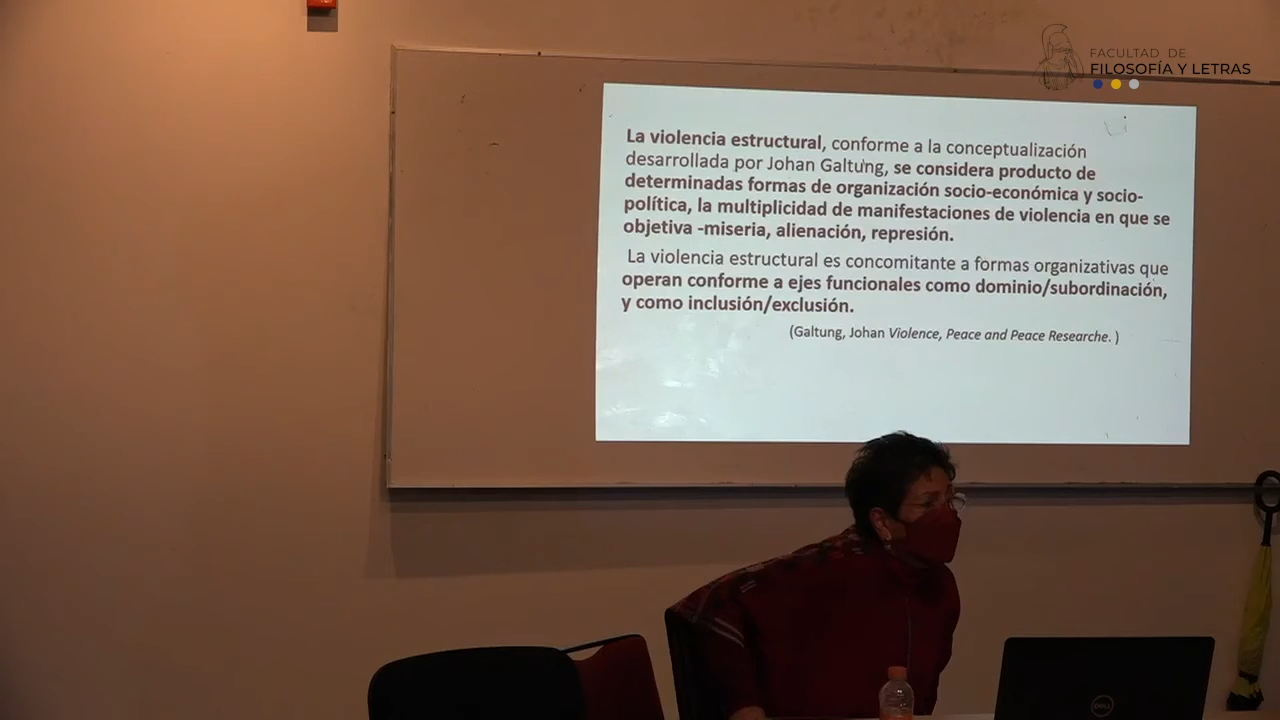 FACULTAD DE
FILOSOFÍA Y LETRAS
La violencia estructural, conforme a la conceptualización
desarrollada por Johan Galtung, se considera producto de
determinadas formas de organización socio-económica y socio-
política, la multiplicidad de manifestaciones de violencia en que se
objetiva -miseria, alienación, represión.
La violencia estructural es concomitante a formas organizativas que
operan conforme a ejes funcionales como dominio/subordinación,
y como inclusión/exclusión.
(Galtung, Johan Violence, Peace and Peace Researche. )
DELL